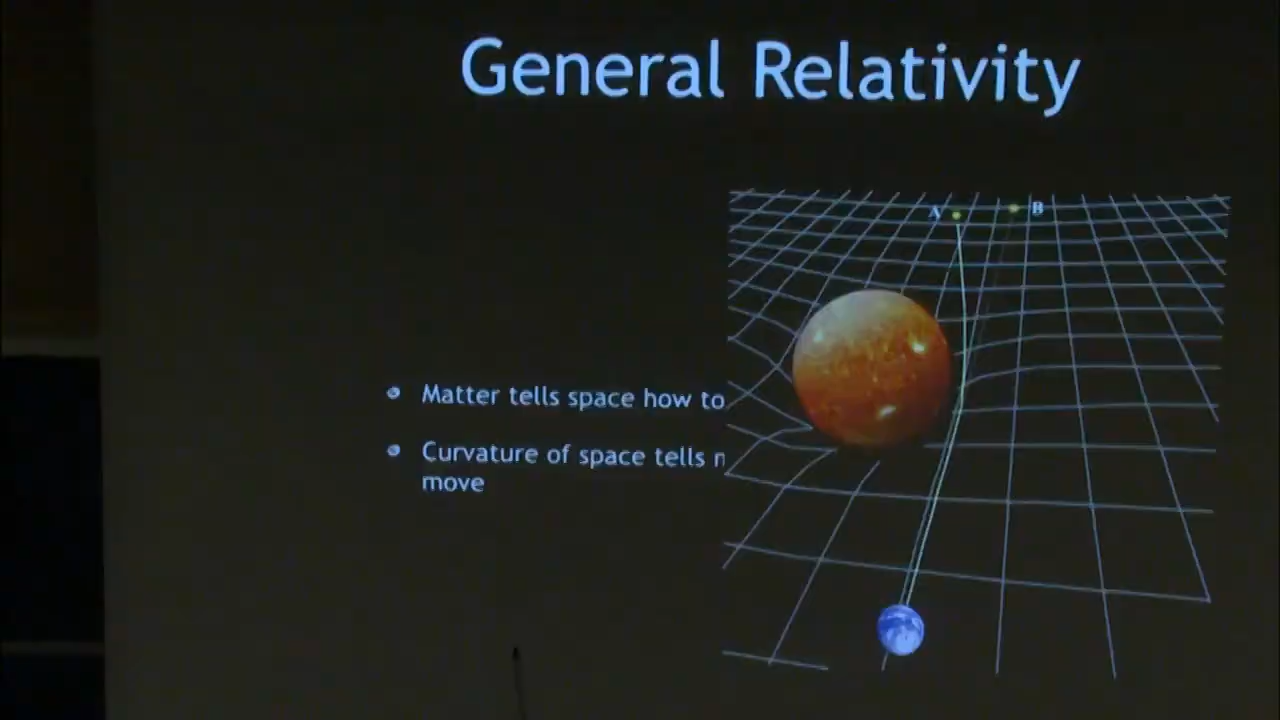 General Relativity
A B
Matter tells space how to
Curvature of space tells
move